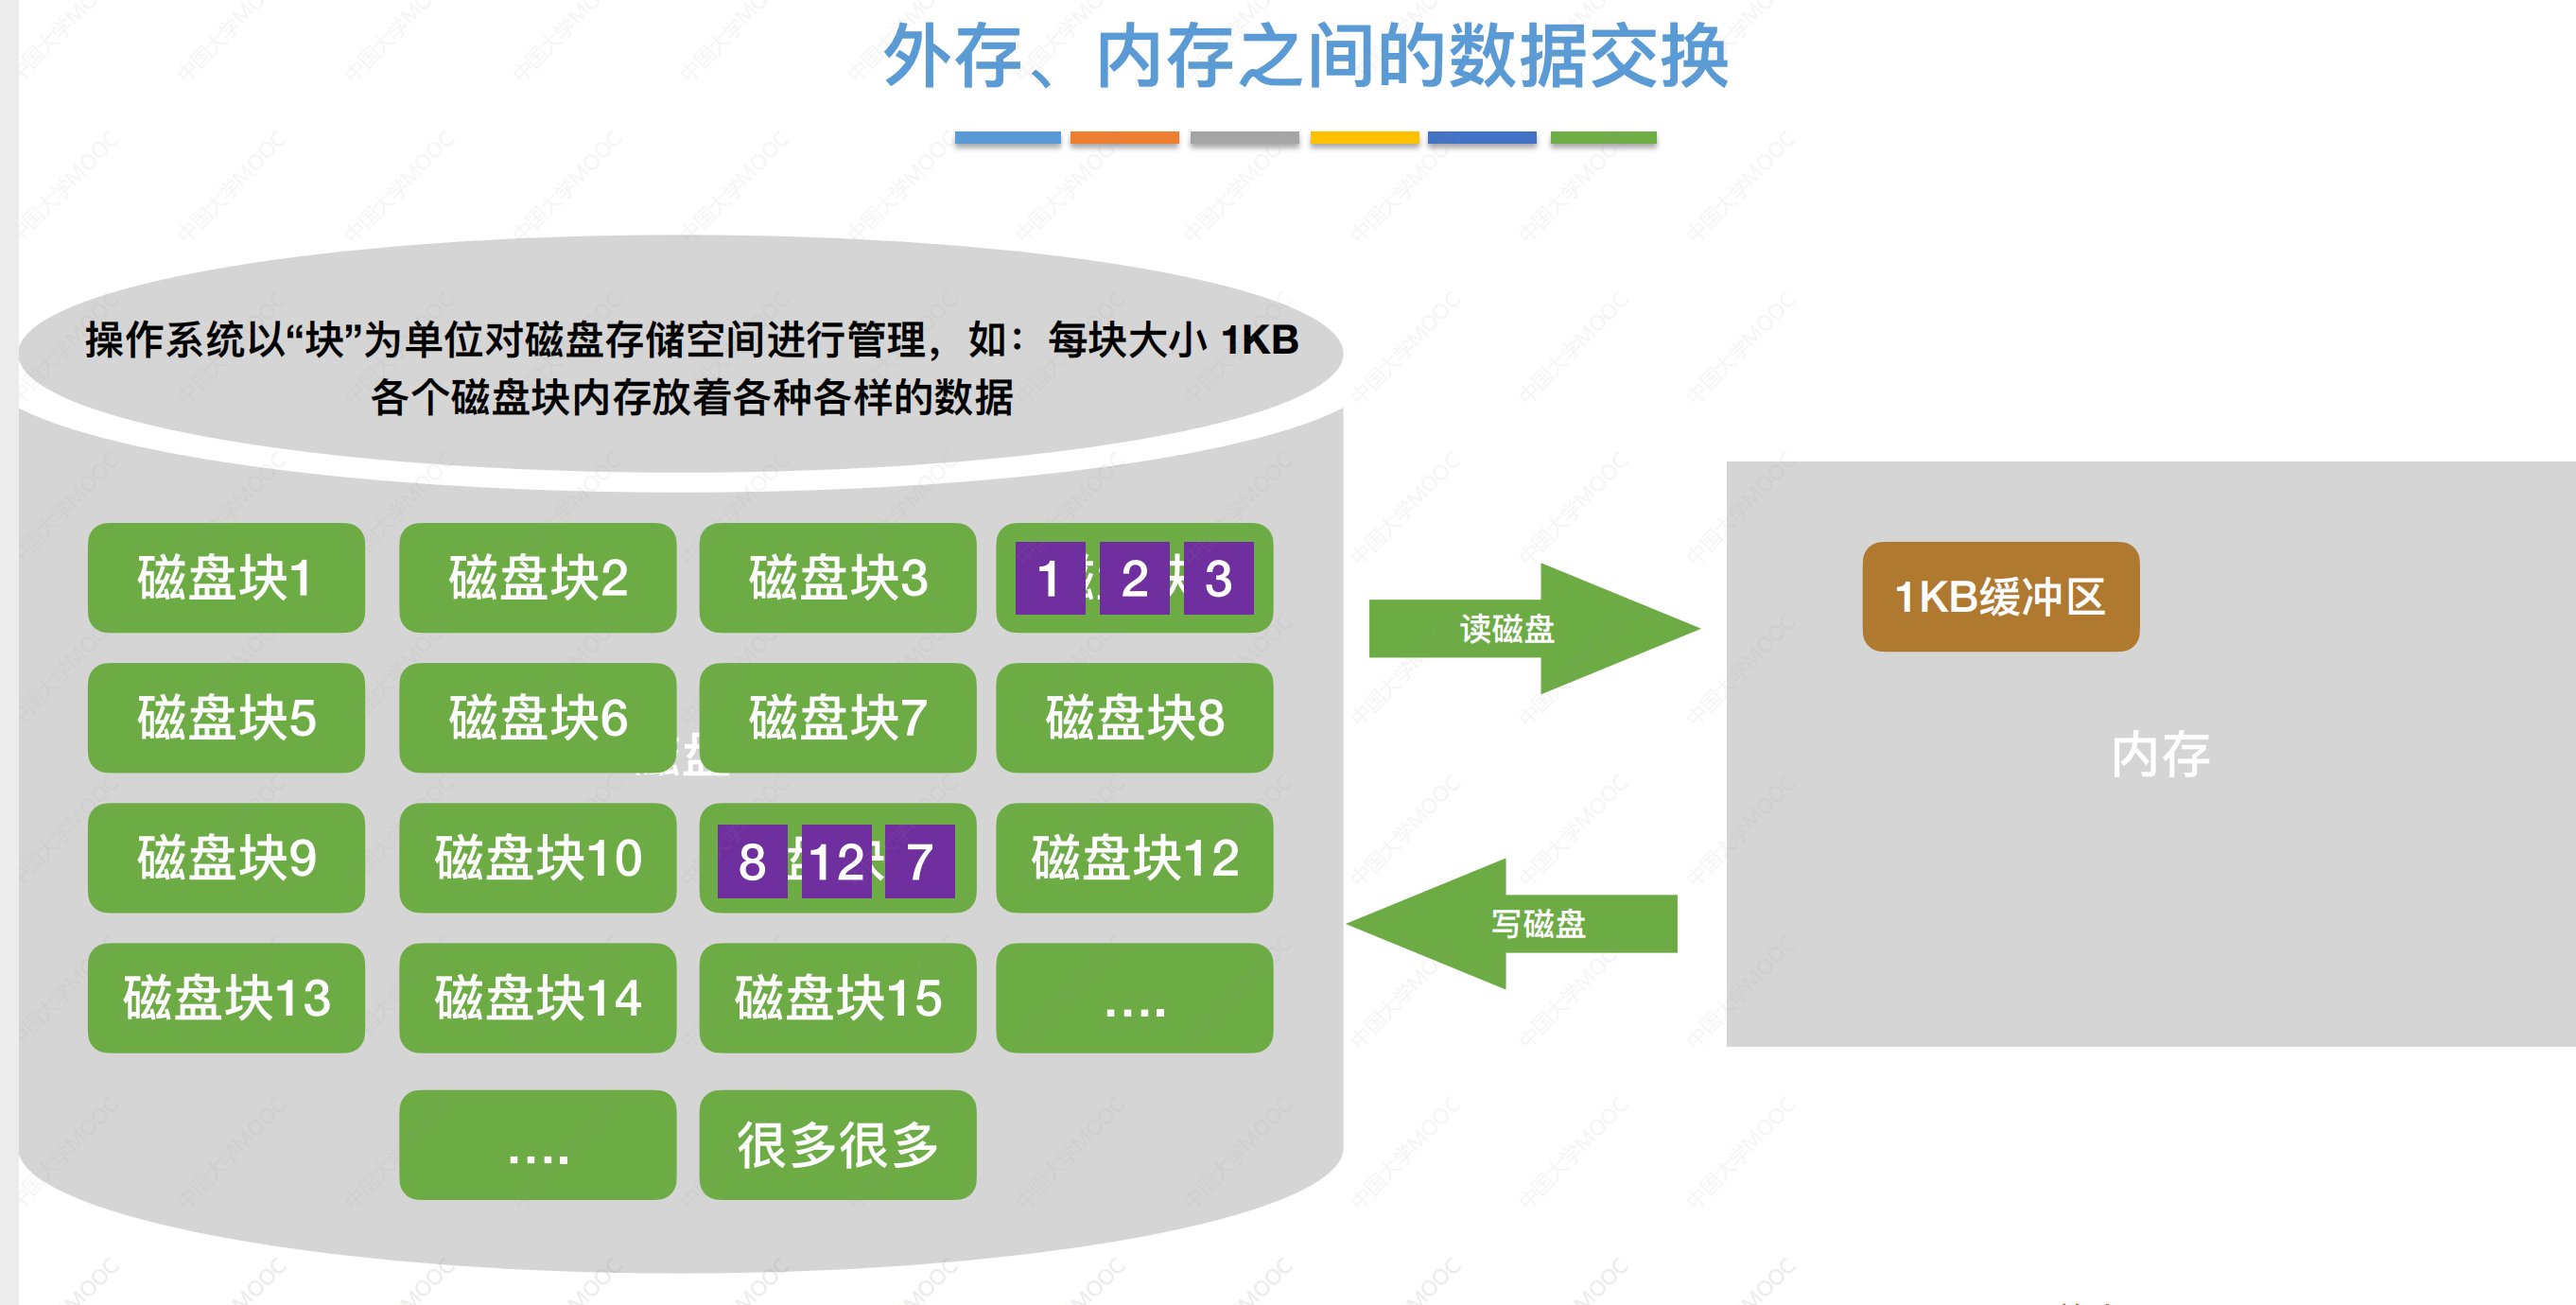 外存、内存之间的数据交换
操作系统以“块”为单位对磁盘存储空间进行管理，如：每块大小 1KB
各个磁盘块内存放着各种各样的数据
磁盘块1 磁盘块2 磁盘块3 1 2 3
磁盘块5 磁盘块6 磁盘块7 磁盘块8
磁盘块9 磁盘块10 8 12 7 磁盘块12
磁盘块13 磁盘块14 磁盘块15 ....
.... 很多很多
读磁盘
写磁盘
1KB缓冲区
内存
中国大学MOOC